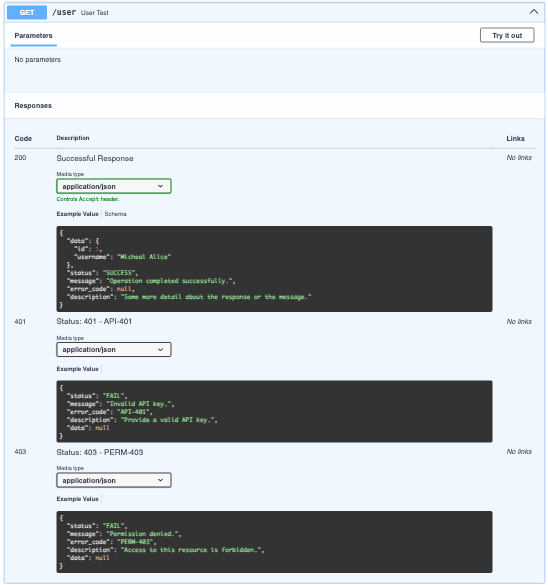 GET /user User Test
Parameters
Try it out
No parameters
Responses
Code Description Links
200 Successful Response No links
Media type
application/json
Controls Accept header.
Example Value Schema
{
"data": {
"id": ,
"username": "Micheal Alice"
},
"status": "SUCCESS",
"message": "Operation completed successfully.",
"error_code": null,
"description": "Some more detail about the response or the message."
}
401 Status: 401 - API-401 No links
Media type
application/json
Example Value
{
"status": "FAIL",
"message": "Invalid API key.",
"error_code": "API-401",
"description": "Provide a valid API key.",
"data": null
}
403 Status: 403 - PERM-403 No links
Media type
application/json
Example Value
{
"status": "FAIL",
"message": "Permission denied.",
"error_code": "PERM-403",
"description": "Access to this resource is forbidden.",
"data": null
}